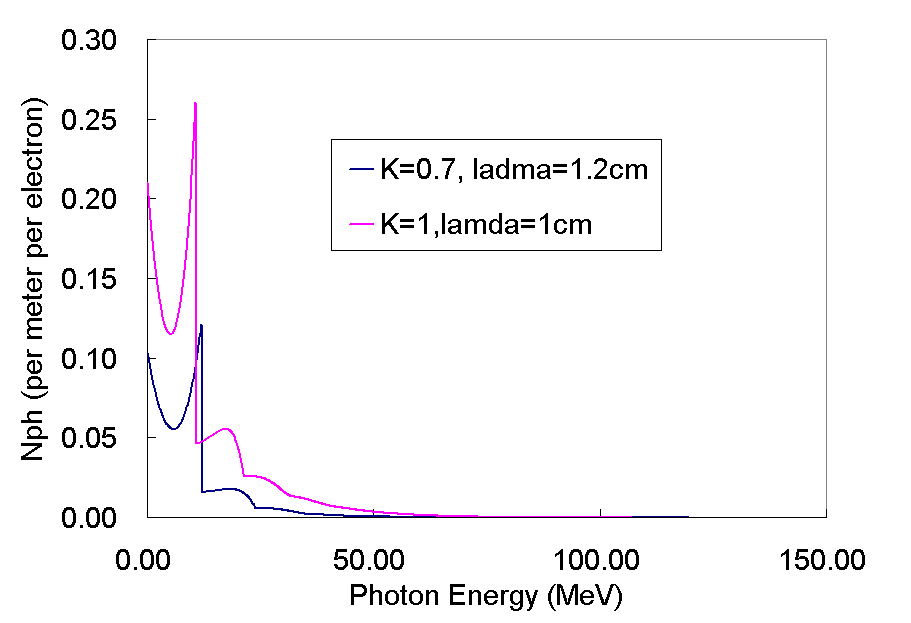 0.30
0.25
0.20
0.15
0.10
0.05
0.00
Nph (per meter per electron)
K=0.7, ladma=1.2cm
K=1,lamda=1cm
0.00 50.00 100.00 150.00
Photon Energy (MeV)